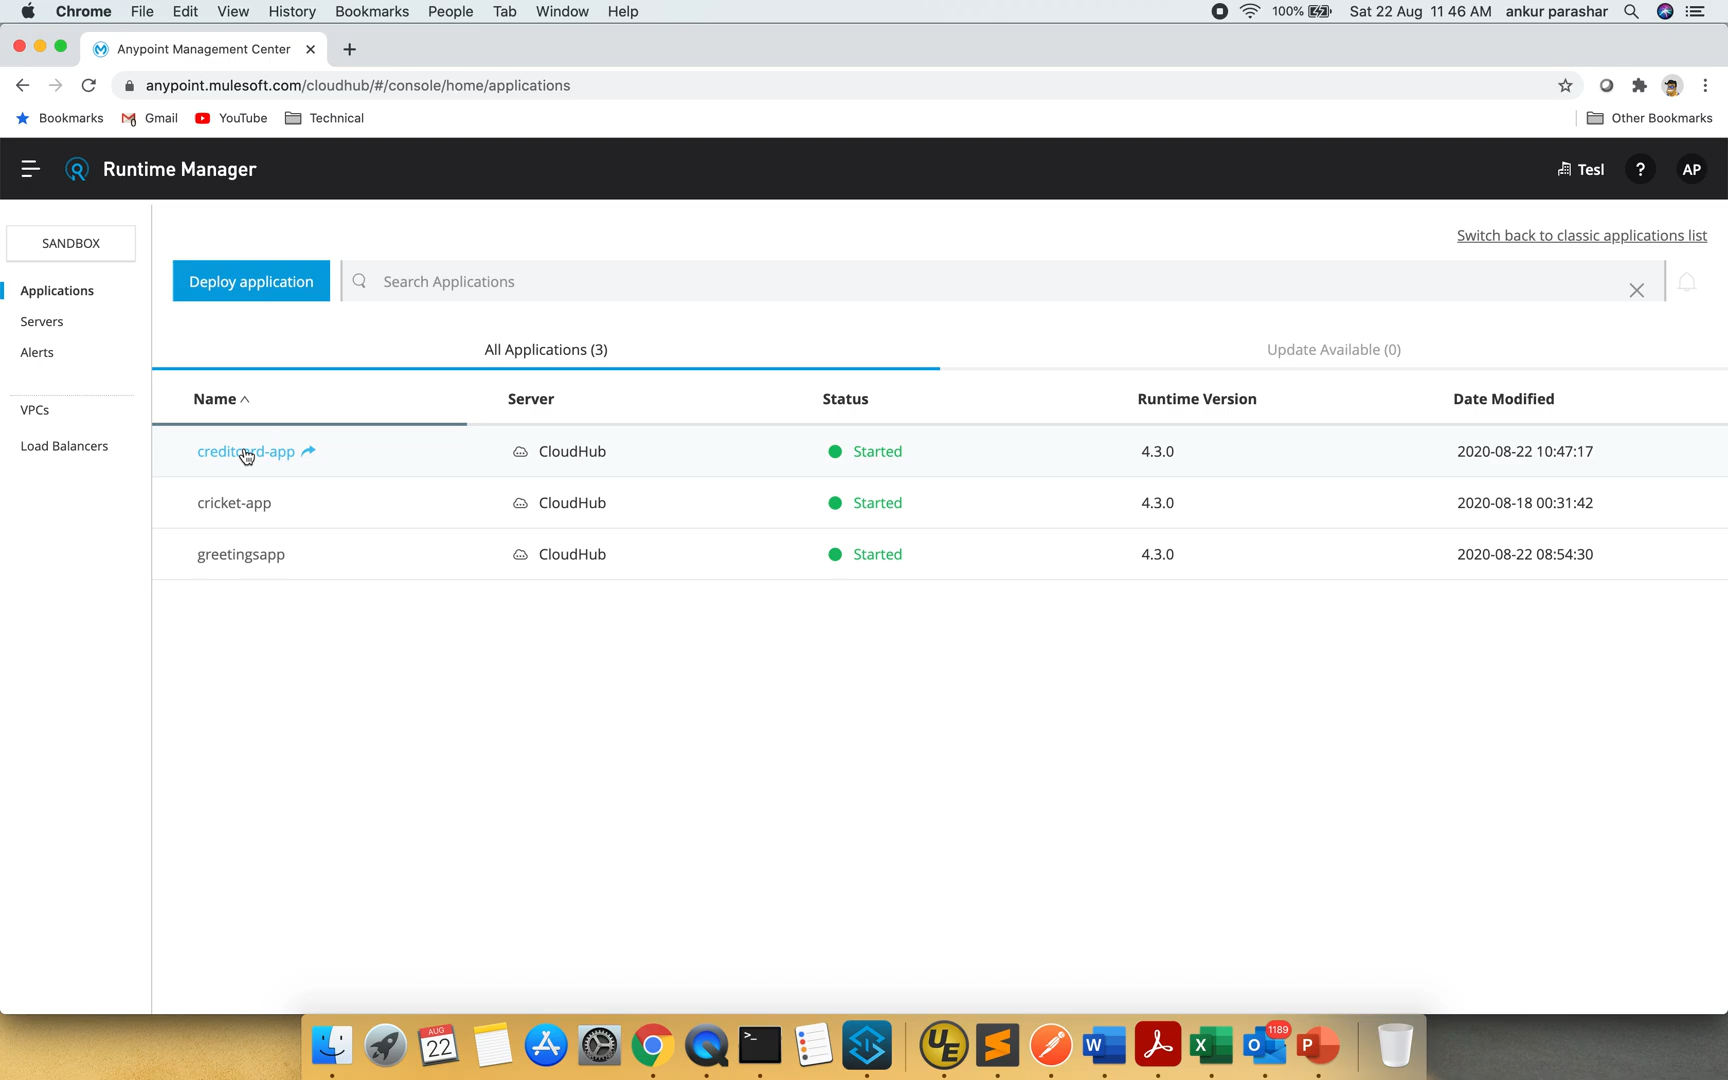 Chrome File Edit View History Bookmarks People Tab Window Help 100% Sat 22 Aug 11 46 AM ankur parashar
Anypoint Management Center
anypoint.mulesoft.com/cloudhub/#/console/home/applications
Bookmarks Gmail YouTube Technical Other Bookmarks
Runtime Manager Tesl ? AP
SANDBOX
Applications
Servers
Alerts
VPCs
Load Balancers
Switch back to classic applications list
Deploy application Search Applications
All Applications (3) Update Available (0)
Name Server Status Runtime Version Date Modified
creditcard-app CloudHub Started 4.3.0 2020-08-22 10:47:17
cricket-app CloudHub Started 4.3.0 2020-08-18 00:31:42
greetingsapp CloudHub Started 4.3.0 2020-08-22 08:54:30
AUG
22
>_
UE
W
X
O
1189
P